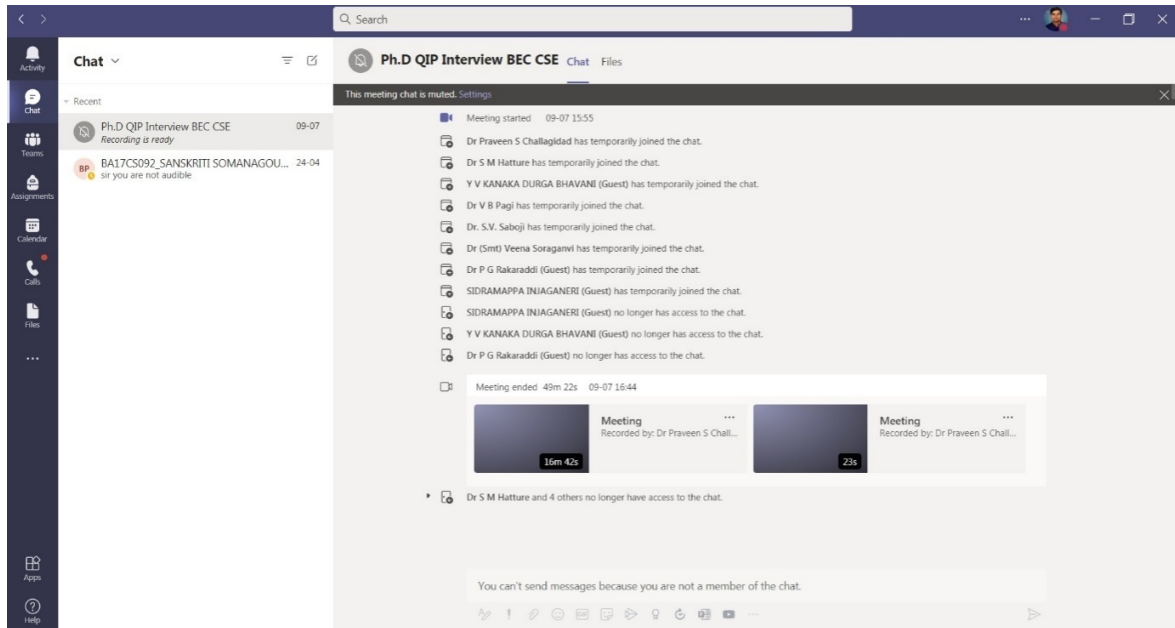 Search
Activity
Chat
Teams
Assignments
Calendar
Calls
Files
Apps
Help
Chat
Recent
Ph.D QIP Interview BEC CSE 09-07
Recording is ready
BP BA17CS092_SANSKRITI SOMANAGOU... 24-04
sir you are not audible
Ph.D QIP Interview BEC CSE Chat Files
This meeting chat is muted. Settings
Meeting started 09-07 15:55
Dr Praveen S Challagidad has temporarily joined the chat.
Dr S M Hatture has temporarily joined the chat.
Y V KANAKA DURGA BHAVANI (Guest) has temporarily joined the chat.
Dr V B Pagi has temporarily joined the chat.
Dr. S.V. Saboji has temporarily joined the chat.
Dr (Smt) Veena Soraganvi has temporarily joined the chat.
Dr P G Rakaraddi (Guest) has temporarily joined the chat.
SIDRAMAPPA INJAGANERI (Guest) has temporarily joined the chat.
SIDRAMAPPA INJAGANERI (Guest) no longer has access to the chat.
Y V KANAKA DURGA BHAVANI (Guest) no longer has access to the chat.
Dr P G Rakaraddi (Guest) no longer has access to the chat.
Meeting ended 49m 22s 09-07 16:44
Meeting
Recorded by: Dr Praveen S Chall...
16m 42s
Meeting
Recorded by: Dr Praveen S Chall...
23s
Dr S M Hatture and 4 others no longer have access to the chat.
You can't send messages because you are not a member of the chat.